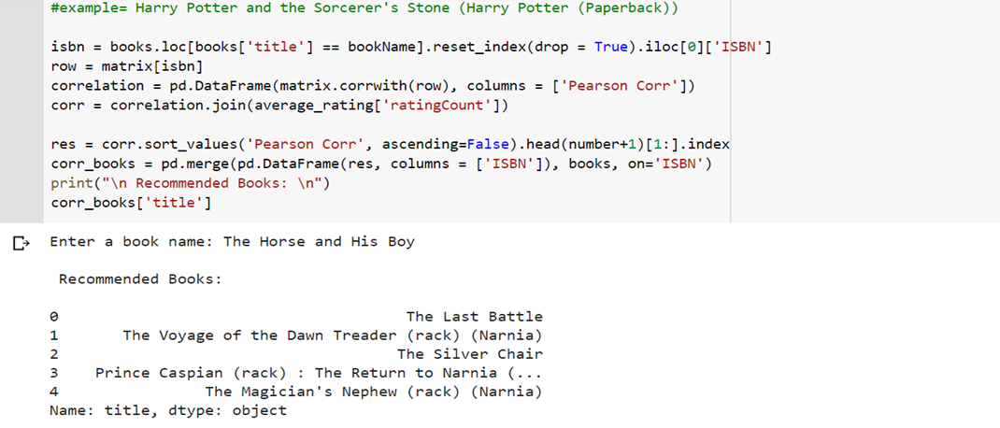 #example= Harry Potter and the Sorcerer's Stone (Harry Potter (Paperback))
isbn = books.loc[books['title'] == bookName].reset_index(drop = True).iloc[0]['ISBN']
row = matrix[isbn]
correlation = pd.DataFrame(matrix.corrwith(row), columns = ['Pearson Corr'])
corr = correlation.join(average_rating['ratingCount'])
res = corr.sort_values('Pearson Corr', ascending=False).head(number+1)[1:].index
corr_books = pd.merge(pd.DataFrame(res, columns = ['ISBN']), books, on='ISBN')
print("\n Recommended Books: \n")
corr_books['title']
Enter a book name: The Horse and His Boy
Recommended Books:
0 The Last Battle
1 The Voyage of the Dawn Treader (rack) (Narnia)
2 The Silver Chair
3 Prince Caspian (rack) : The Return to Narnia (...
4 The Magician's Nephew (rack) (Narnia)
Name: title, dtype: object